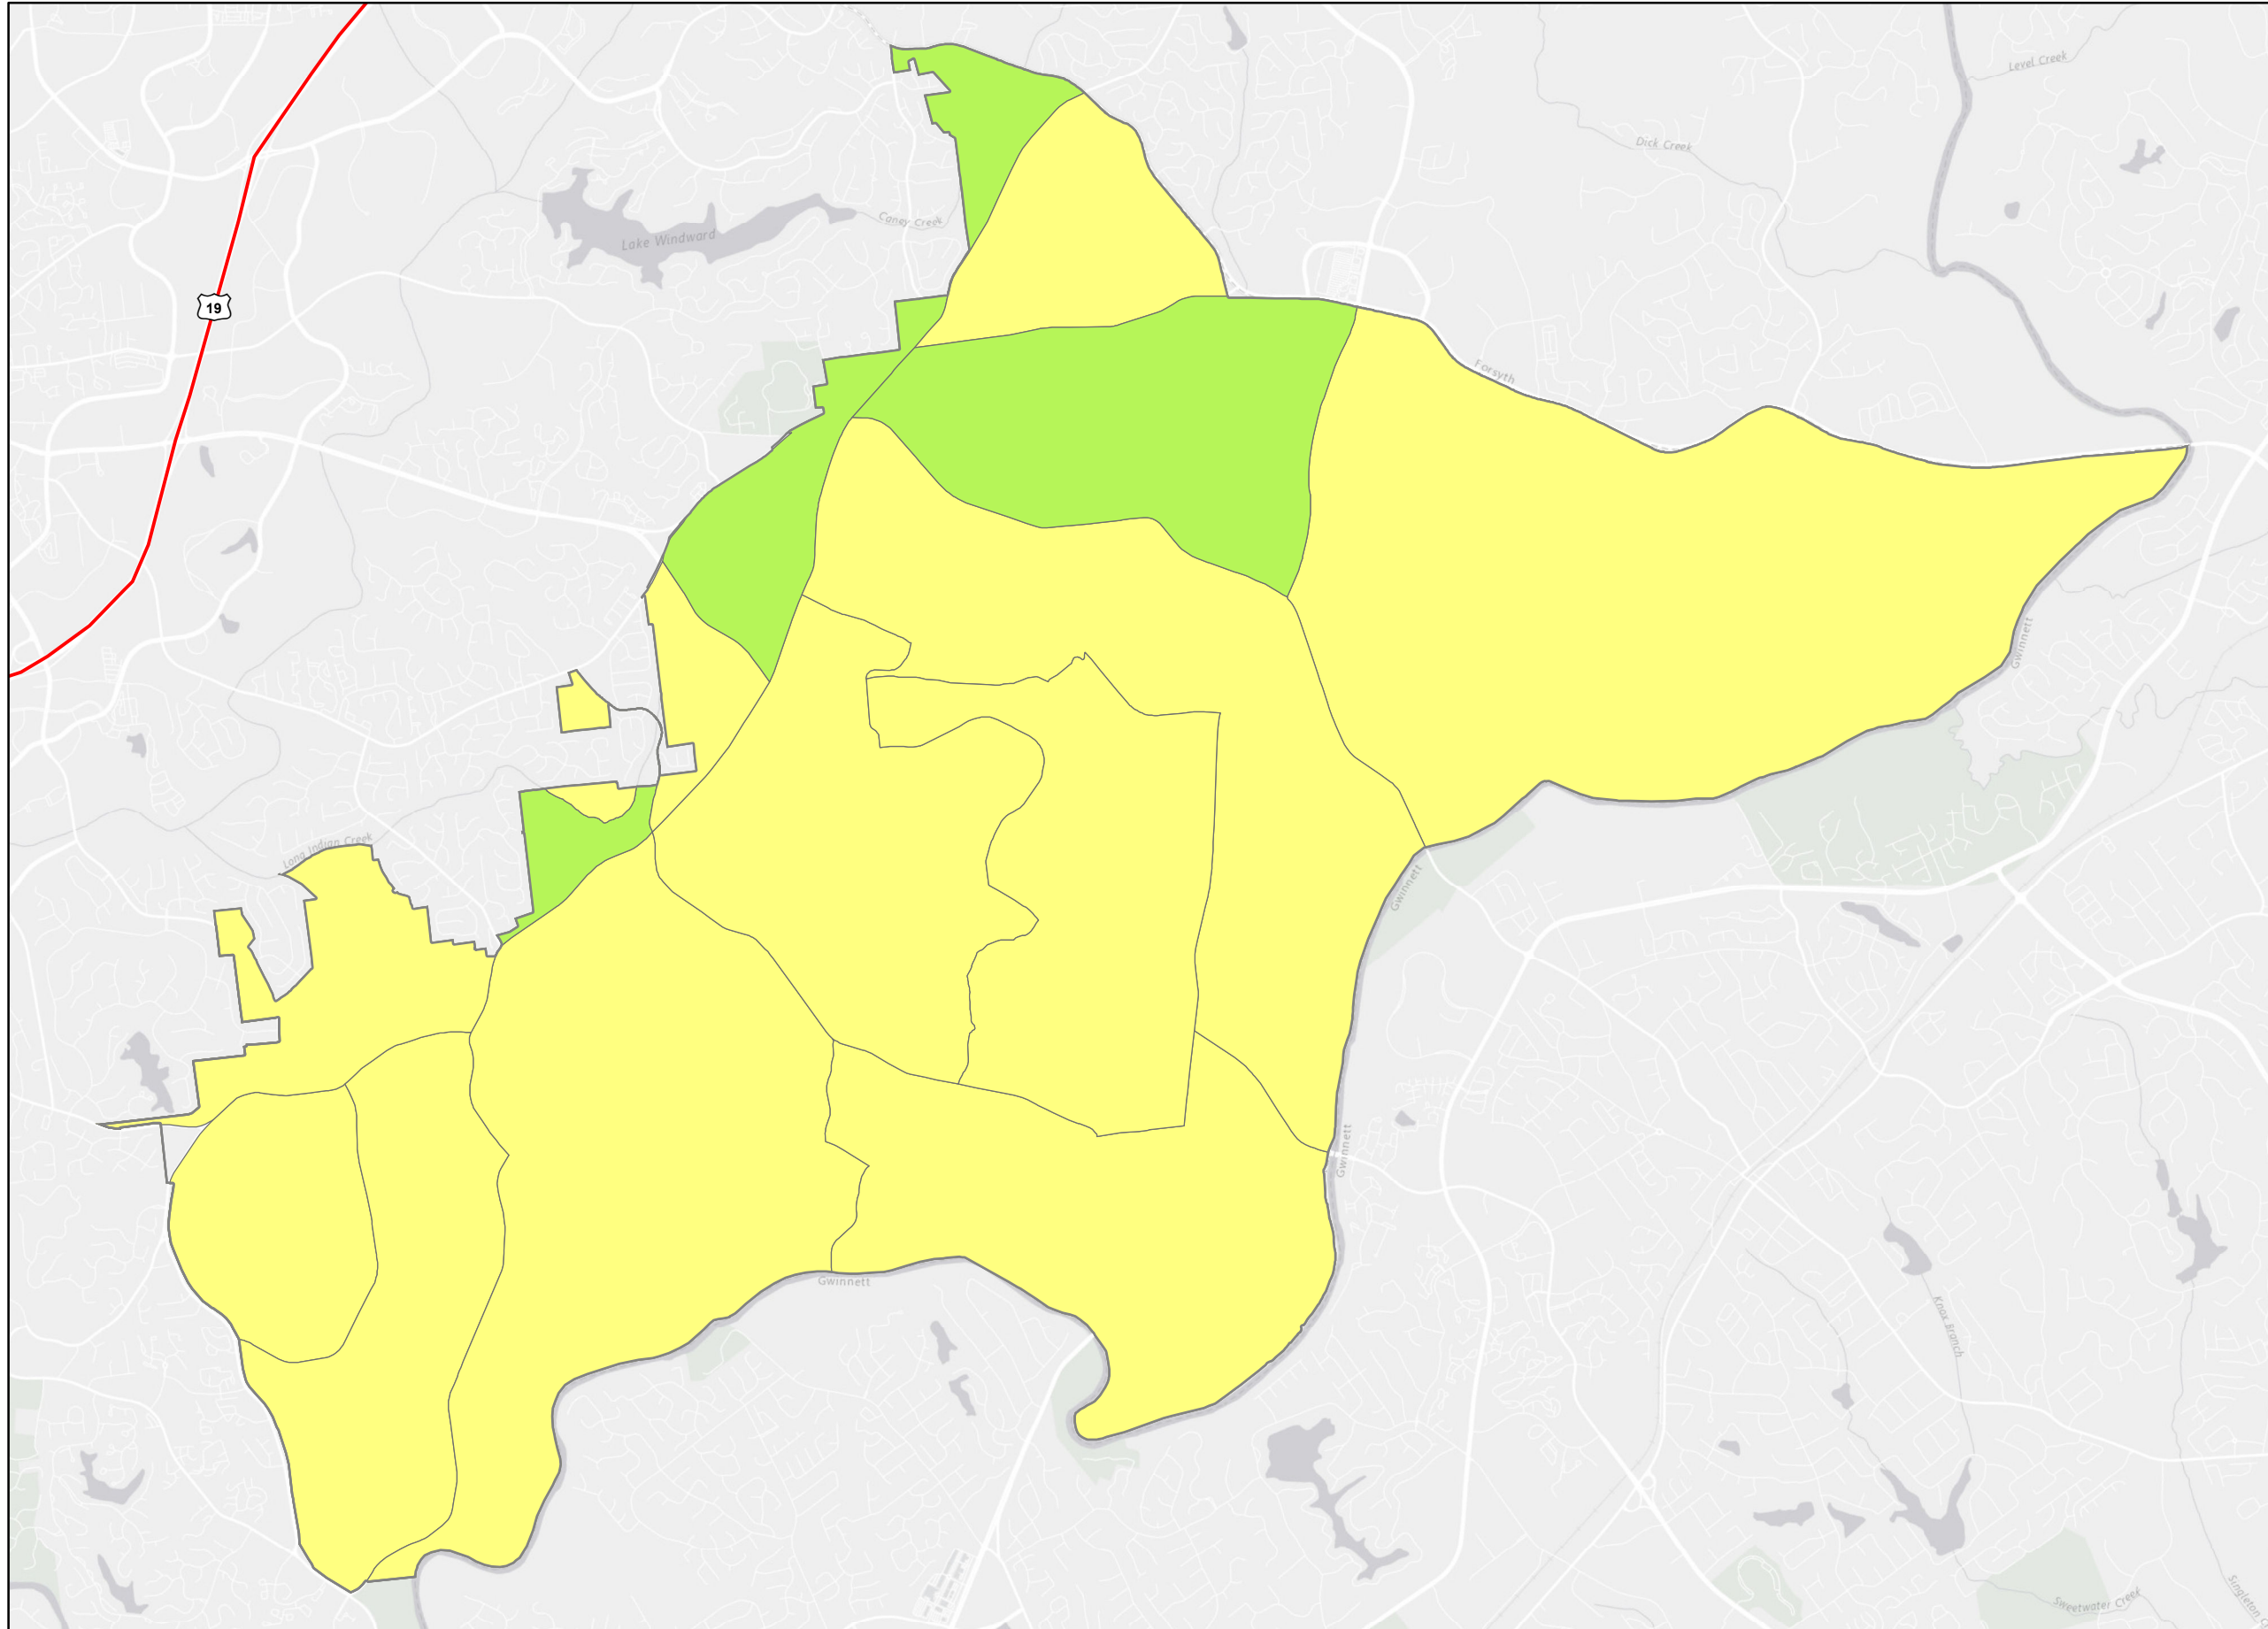 Level Creek
Dick Creek
Caney Creek
Lake Windward
19
Forsyth
Gwinnett
Long Indian Creek
Gwinnett
Gwinnett
Gwinnett
Knox Branch
Sweetwater Creek
Singleton C